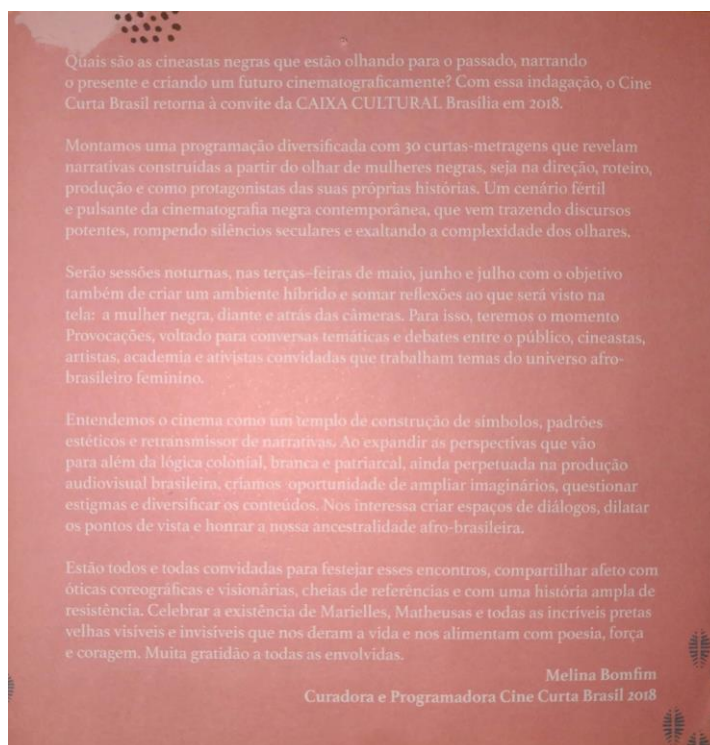 Quais são as cineastas negras que estão olhando para o passado, narrando
o presente e criando um futuro cinematograficamente? Com essa indagação, o Cine
Curta Brasil retorna à convite da CAIXA CULTURAL Brasília em 2018.
Montamos uma programação diversificada com 30 curtas-metragens que revelam
narrativas construídas a partir do olhar de mulheres negras, seja na direção, roteiro,
produção e como protagonistas das suas próprias histórias. Um cenário fértil
e pulsante da cinematografia negra contemporânea, que vem trazendo discursos
potentes, rompendo silêncios seculares e exaltando a complexidade dos olhares.
Serão sessões noturnas, nas terças-feiras de maio, junho e julho com o objetivo
também de criar um ambiente híbrido e somar reflexões ao que será visto na
tela: a mulher negra, diante e atrás das câmeras. Para isso, teremos o momento
Provocações, voltado para conversas temáticas e debates entre o público, cineastas,
artistas, academia e ativistas convidadas que trabalham temas do universo afro-
brasileiro feminino.
Entendemos o cinema como um templo de construção de símbolos, padrões
estéticos e retransmissor de narrativas. Ao expandir as perspectivas que vão
para além da lógica colonial, branca e patriarcal, ainda perpetuada na produção
audiovisual brasileira, criamos oportunidade de ampliar imaginários, questionar
estigmas e diversificar os conteúdos. Nos interessa criar espaços de diálogos, dilatar
os pontos de vista e honrar a nossa ancestralidade afro-brasileira.
Estão todos e todas convidadas para festejar esses encontros, compartilhar afeto com
óticas coreográficas e visionárias, cheias de referências e com uma história ampla de
resistência. Celebrar a existência de Marielles, Matheusas e todas as incríveis pretas
velhas visíveis e invisíveis que nos deram a vida e nos alimentam com poesia, força
e coragem. Muita gratidão a todas as envolvidas.
Melina Bomfim
Curadora e Programadora Cine Curta Brasil 2018